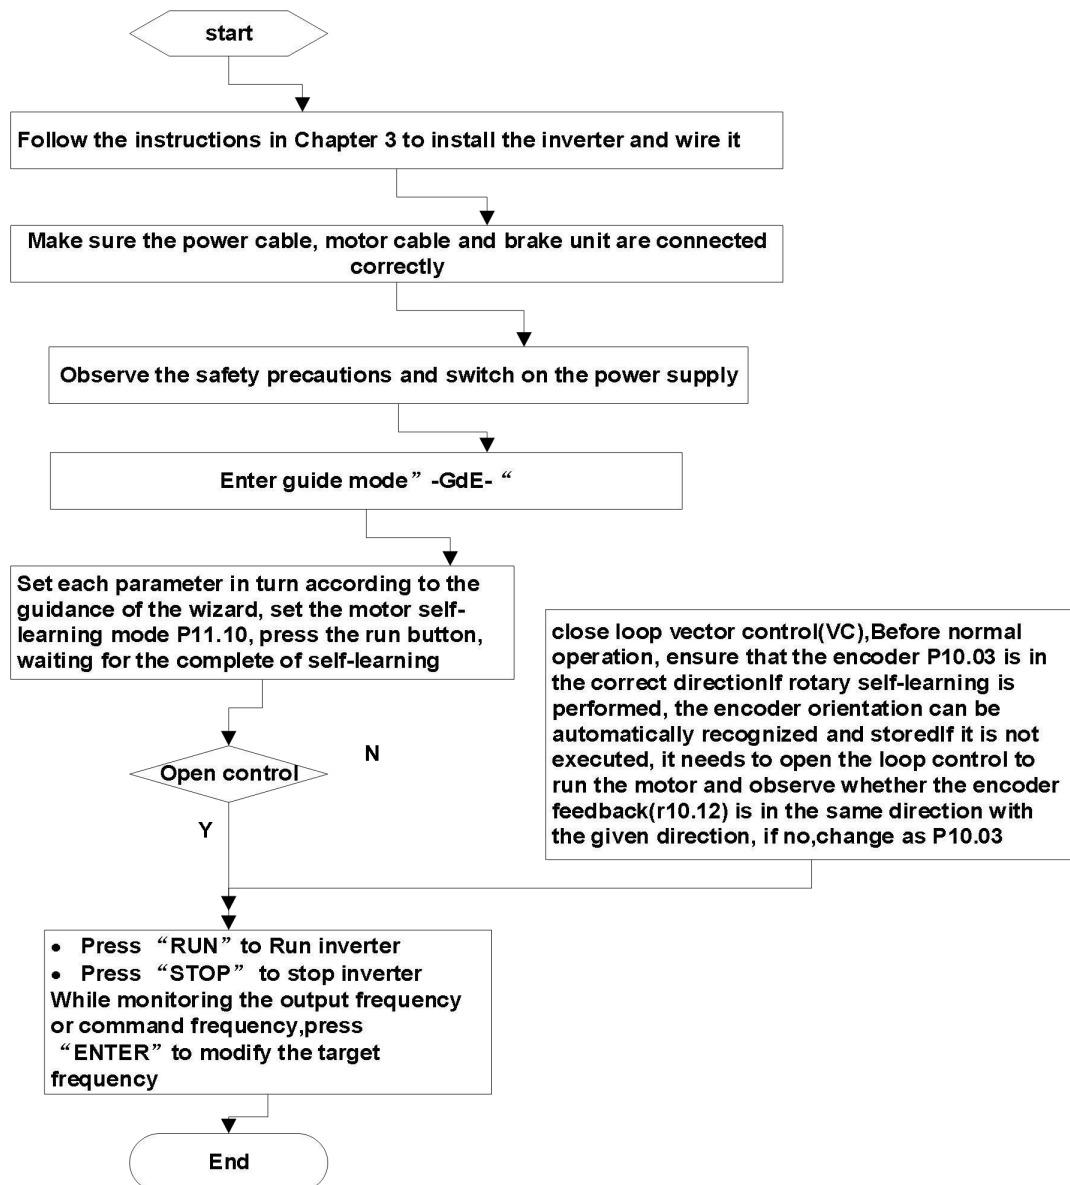 start
Follow the instructions in Chapter 3 to install the inverter and wire it
Make sure the power cable, motor cable and brake unit are connected
correctly
Observe the safety precautions and switch on the power supply
Enter guide mode” -GdE- “
Set each parameter in turn according to the
guidance of the wizard, set the motor self-
learning mode P11.10, press the run button,
waiting for the complete of self-learning
Open control
N
Y
close loop vector control(VC),Before normal
operation, ensure that the encoder P10.03 is in
the correct directionIf rotary self-learning is
performed, the encoder orientation can be
automatically recognized and storedIf it is not
executed, it needs to open the loop control to
run the motor and observe whether the encoder
feedback(r10.12) is in the same direction with
the given direction, if no,change as P10.03
● Press “RUN” to Run inverter
● Press “STOP” to stop inverter
While monitoring the output frequency
or command frequency,press
“ENTER” to modify the target
frequency
End